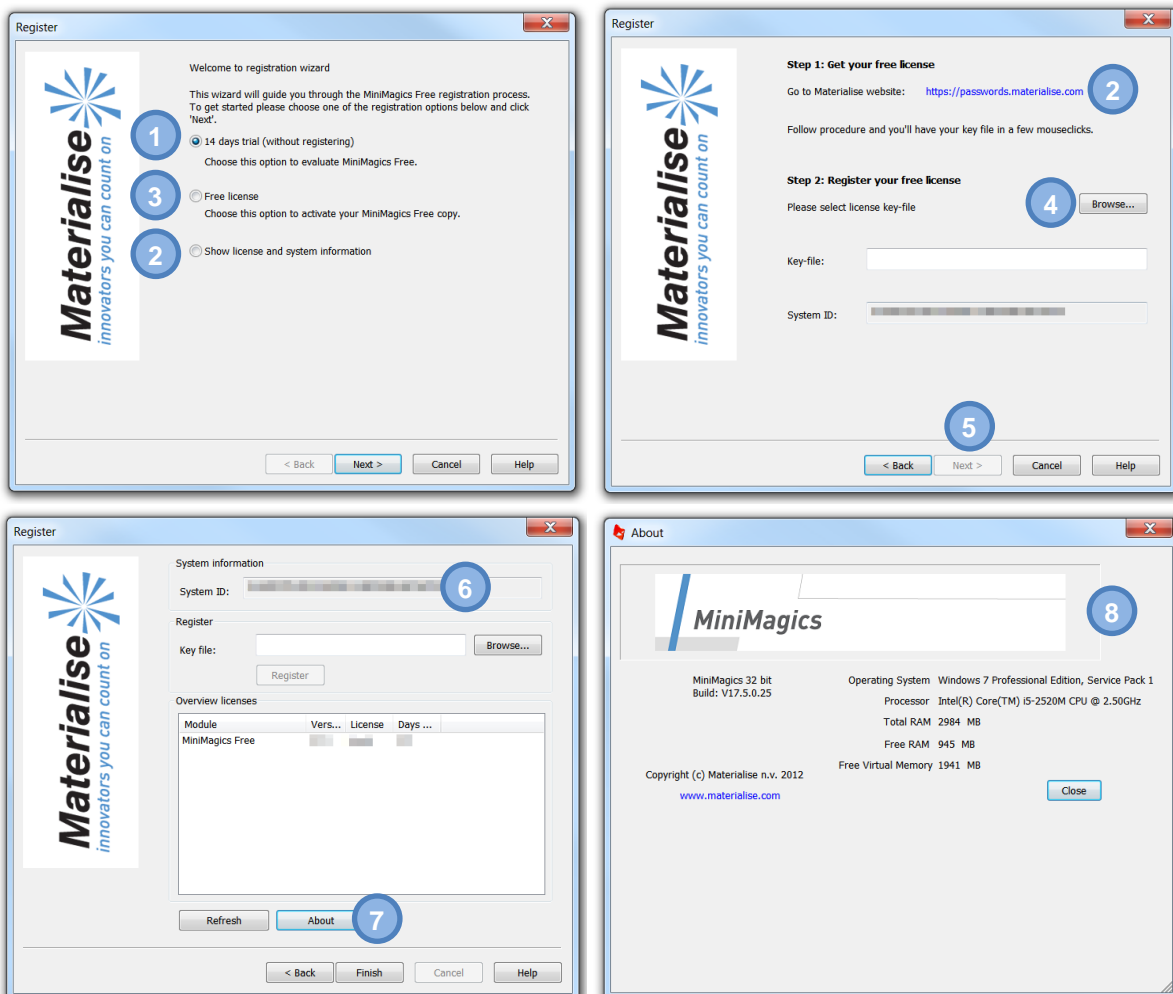 Register
Materialise
innovators you can count on
Welcome to registration wizard
This wizard will guide you through the MiniMagics Free registration process.
To get started please choose one of the registration options below and click
'Next'.
1
14 days trial (without registering)
Choose this option to evaluate MiniMagics Free.
3
Free license
Choose this option to activate your MiniMagics Free copy.
2
Show license and system information
< Back Next > Cancel Help
Register
Materialise
innovators you can count on
Step 1: Get your free license
Go to Materialise website: https://passwords.materialise.com 2
Follow procedure and you'll have your key file in a few mouseclicks.
Step 2: Register your free license
Please select license key-file 4 Browse...
Key-file:
System ID:
5
< Back Next > Cancel Help
Register
Materialise
innovators you can count on
System information
System ID: 6
Register
Key file: Browse...
Register
Overview licenses
Module Vers... License Days ...
MiniMagics Free
Refresh About 7
< Back Finish Cancel Help
About
MiniMagics
8
MiniMagics 32 bit
Build: V17.5.0.25
Copyright (c) Materialise n.v. 2012
www.materialise.com
Operating System Windows 7 Professional Edition, Service Pack 1
Processor Intel(R) Core(TM) i5-2520M CPU @ 2.50GHz
Total RAM 2984 MB
Free RAM 945 MB
Free Virtual Memory 1941 MB
Close